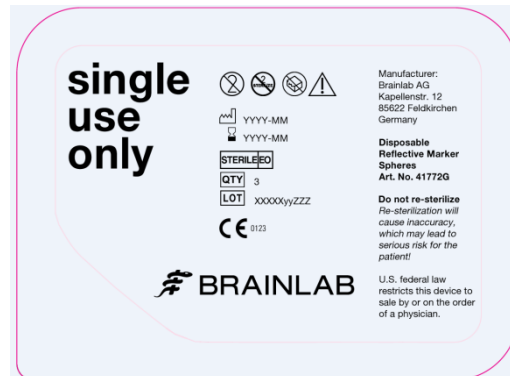 single
use
only
2
2
STERILIZE
YYYY-MM
YYYY-MM
STERILE EO
QTY 3
LOT XXXXXyyZZZ
CE 0123
BRAINLAB
Manufacturer:
Brainlab AG
Kapellenstr. 12
85622 Feldkirchen
Germany
Disposable
Reflective Marker
Spheres
Art. No. 41772G
Do not re-sterilize
Re-sterilization will
cause inaccuracy,
which may lead to
serious risk for the
patient!
U.S. federal law
restricts this device to
sale by or on the order
of a physician.